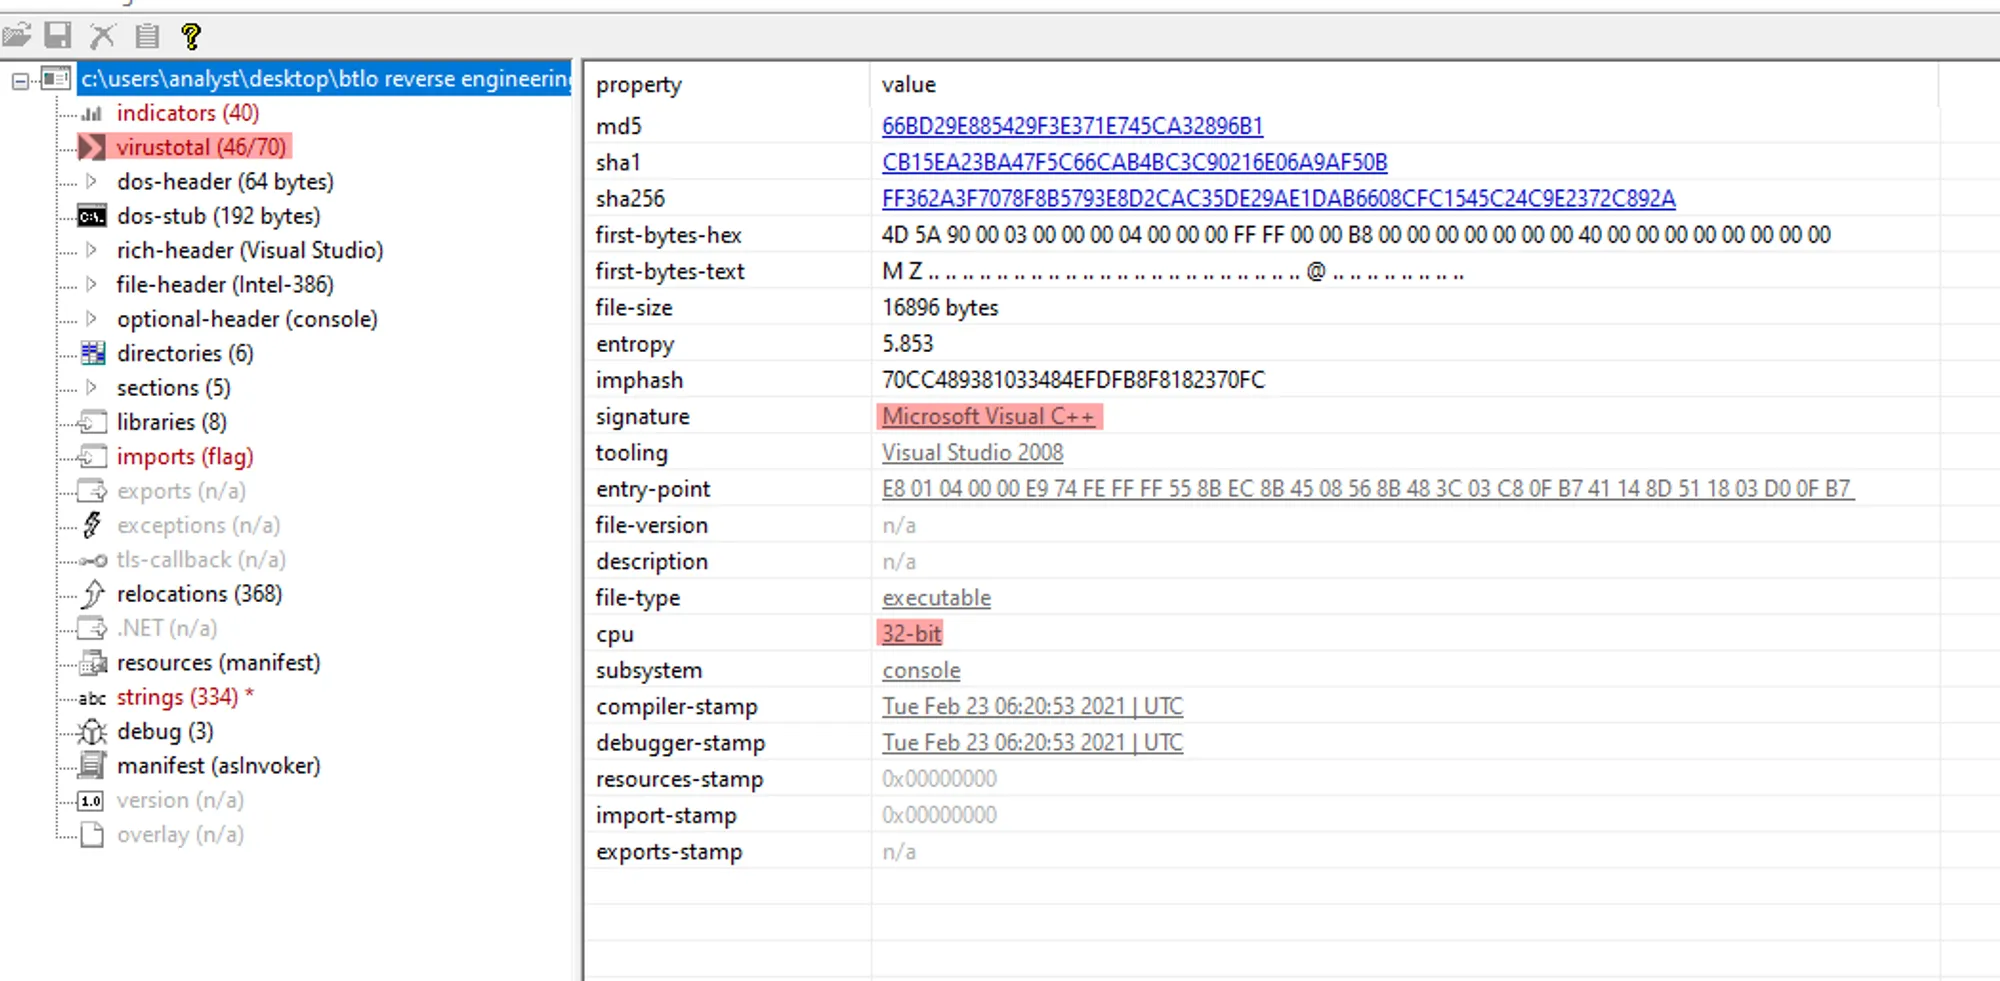 c:\users\analyst\desktop\btlo reverse engineering
indicators (40)
virustotal (46/70)
dos-header (64 bytes)
dos-stub (192 bytes)
rich-header (Visual Studio)
file-header (Intel-386)
optional-header (console)
directories (6)
sections (5)
libraries (8)
imports (flag)
exports (n/a)
exceptions (n/a)
tls-callback (n/a)
relocations (368)
.NET (n/a)
resources (manifest)
abc strings (334) *
debug (3)
manifest (asInvoker)
1.0 version (n/a)
overlay (n/a)
property value
md5 66BD29E885429F3E371E745CA32896B1
sha1 CB15EA23BA47F5C66CAB4BC3C90216E06A9AF50B
sha256 FF362A3F7078F8B5793E8D2CAC35DE29AE1DAB6608CFC1545C24C9E2372C892A
first-bytes-hex 4D 5A 90 00 03 00 00 00 04 00 00 00 FF FF 00 00 B8 00 00 00 00 00 00 00 40 00 00 00 00 00 00 00
first-bytes-text M Z .. .. .. .. .. .. .. .. .. .. .. .. .. .. .. .. .. .. .. .. .. .. @ .. .. .. .. .. .. ..
file-size 16896 bytes
entropy 5.853
imphash 70CC489381033484EFDFB8F8182370FC
signature Microsoft Visual C++
tooling Visual Studio 2008
entry-point E8 01 04 00 00 E9 74 FE FF FF 55 8B EC 8B 45 08 56 8B 48 3C 03 C8 0F B7 41 14 8D 51 18 03 D0 0F B7
file-version n/a
description n/a
file-type executable
cpu 32-bit
subsystem console
compiler-stamp Tue Feb 23 06:20:53 2021 | UTC
debugger-stamp Tue Feb 23 06:20:53 2021 | UTC
resources-stamp 0x00000000
import-stamp 0x00000000
exports-stamp n/a